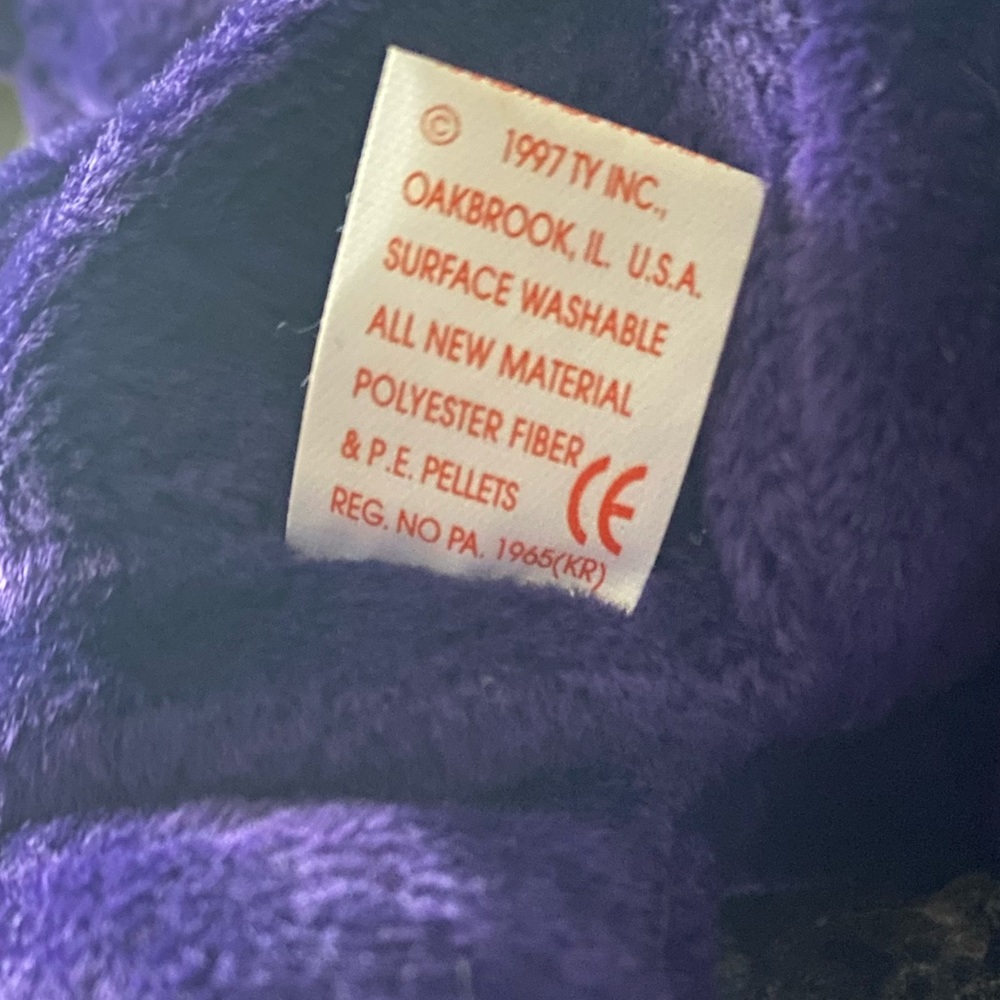 © 1997 TY INC.,
OAKBROOK, IL. U.S.A.
SURFACE WASHABLE
ALL NEW MATERIAL
POLYESTER FIBER
& P.E. PELLETS CE
REG. NO PA. 1965(KR)